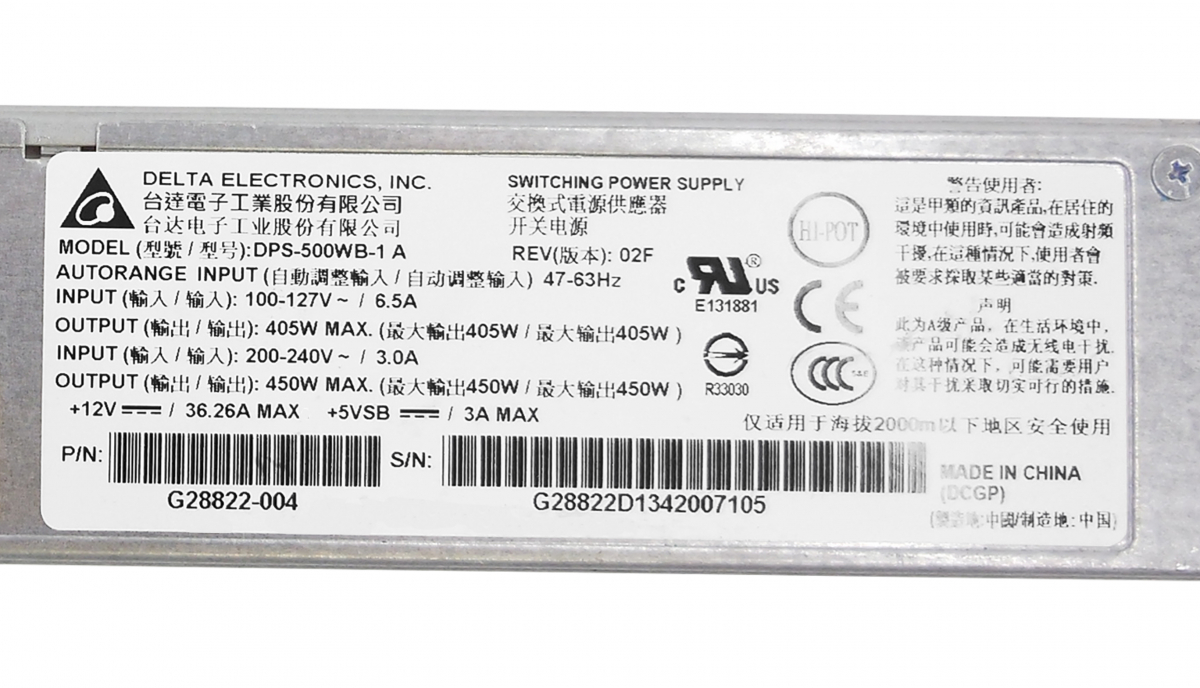 DELTA ELECTRONICS, INC.
台達電子工業股份有限公司
台达电子工业股份有限公司
MODEL (型號 / 型号): DPS-500WB-1 A
SWITCHING POWER SUPPLY
交換式電源供應器
开关电源
REV(版本): 02F
AUTORANGE INPUT (自動調整輸入 / 自动调整输入) 47-63Hz
INPUT (輸入 / 输入): 100-127V ~ / 6.5A
OUTPUT (輸出 / 输出): 405W MAX. (最大輸出405W / 最大输出405W )
INPUT (輸入 / 输入): 200-240V ~ / 3.0A
OUTPUT (輸出 / 输出): 450W MAX. (最大輸出450W / 最大输出450W )
+12V ⎓ / 36.26A MAX +5VSB ⎓ / 3A MAX
HI-POT
c RU ® US
E131881
CE
R33030
CCC
S&E
警告使用者:
這是甲類的資訊產品,在居住的
環境中使用時,可能會造成射頻
干擾,在這種情況下,使用者會
被要求採取某些適當的對策.
声明
此为A级产品，在生活环境中，
该产品可能会造成无线电干扰.
在这种情况下，可能需要用户
对其干扰采取切实可行的措施.
仅适用于海拔2000m以下地区安全使用
P/N:
G28822-004
S/N:
G28822D1342007105
MADE IN CHINA
(DCGP)
(製造地:中國/制造地: 中国)